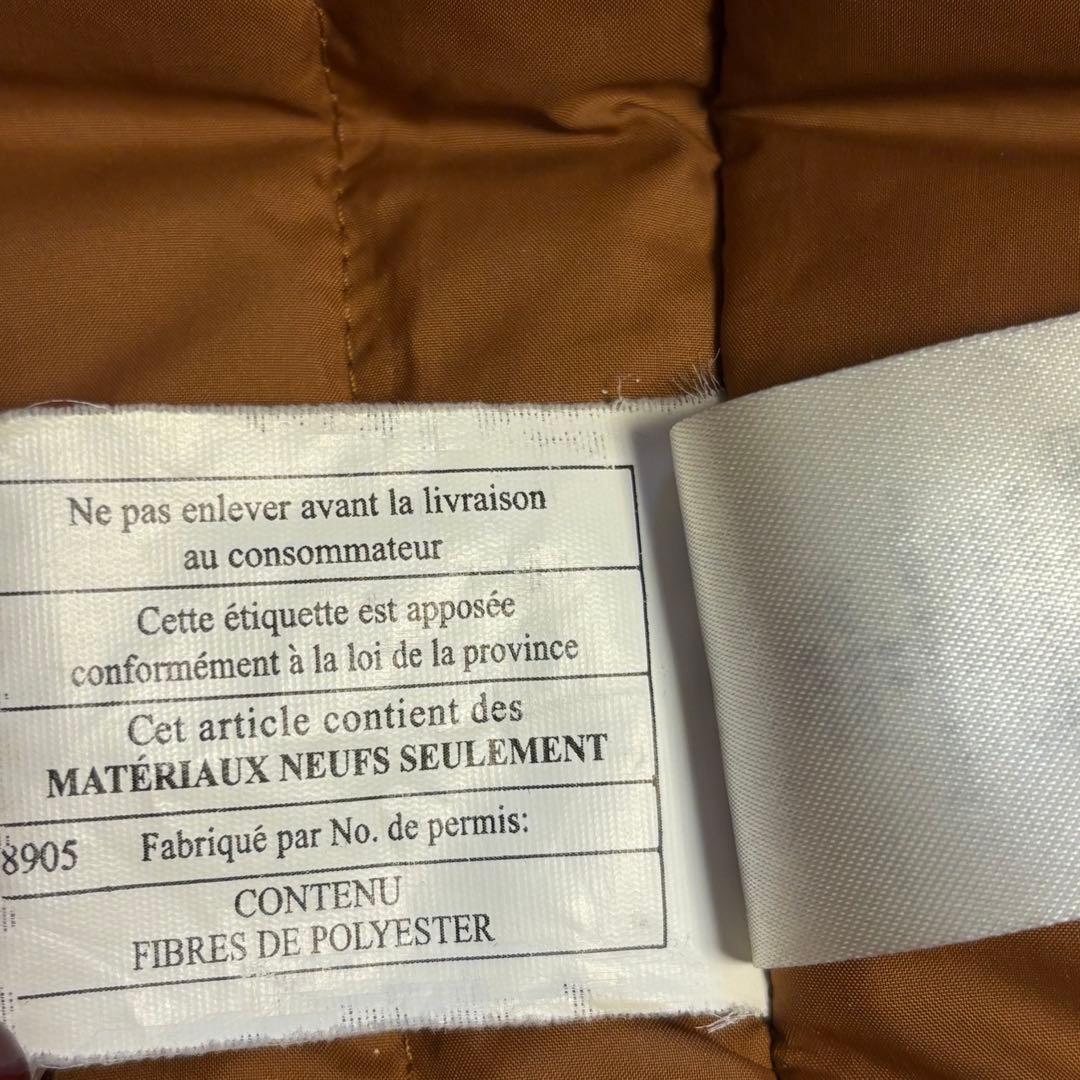 Ne pas enlever avant la livraison
au consommateur
Cette étiquette est apposée
conformément à la loi de la province
Cet article contient des
MATÉRIAUX NEUFS SEULEMENT
8905 Fabriqué par No. de permis:
CONTENU
FIBRES DE POLYESTER